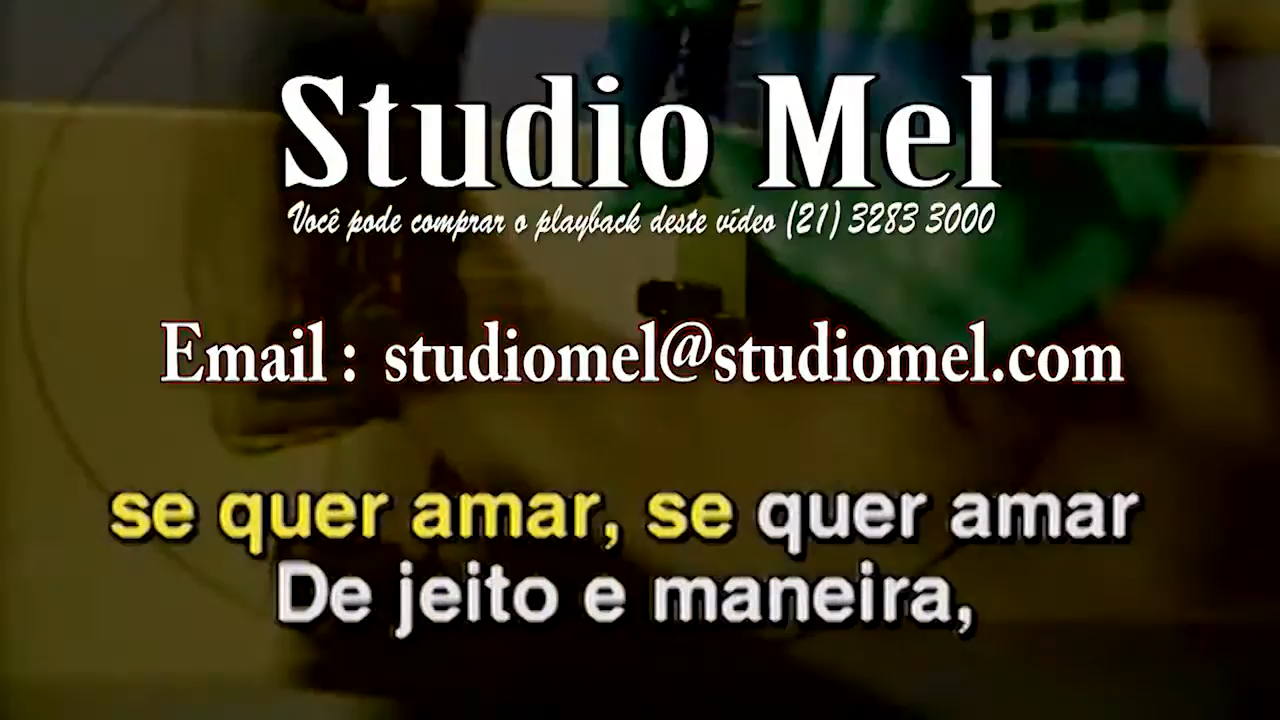 Studio Mel
Você pode comprar o playback deste vídeo (21) 3283 3000
Email : studiomel@studiomel.com
se quer amar, se quer amar
De jeito e maneira,